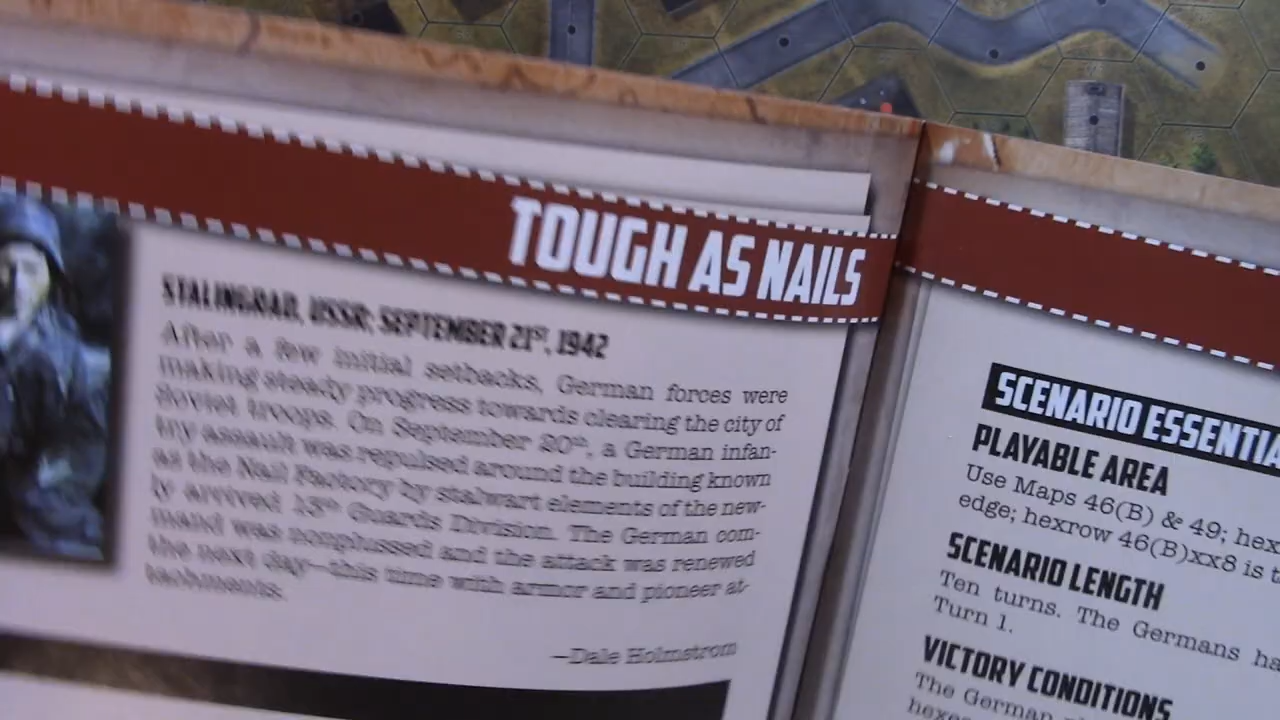 TOUGH AS NAILS
STALINGRAD, USSR: SEPTEMBER 21ST, 1942
After a few initial setbacks, German forces were
making steady progress towards clearing the city of
Soviet troops. On September 20th, a German infan-
try assault was repulsed around the building known
as the Nail Factory by stalwart elements of the new-
ly arrived 13th Guards Division. The German com-
mand was nonplussed and the attack was renewed
the next day—this time with armor and pioneer at-
tachments.
—Dale Holmstrom
SCENARIO ESSENTIA
PLAYABLE AREA
Use Maps 46(B) & 49; hex
edge; hexrow 46(B)xx8 is t
SCENARIO LENGTH
Ten turns. The Germans ha
Turn 1.
VICTORY CONDITIONS
The German pl
hexes